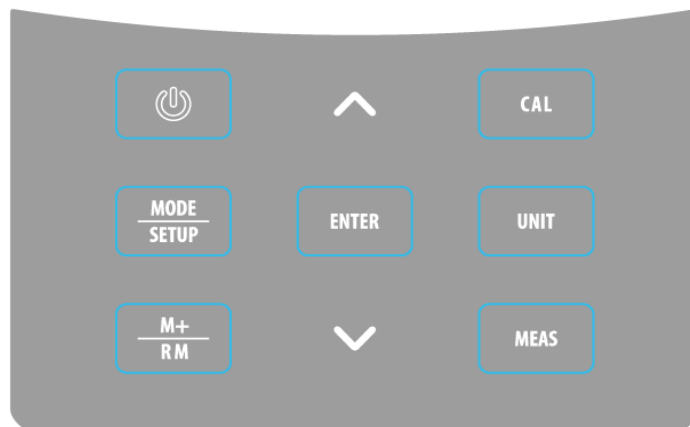 CAL
MODE
SETUP
ENTER
UNIT
M+
RM
MEAS